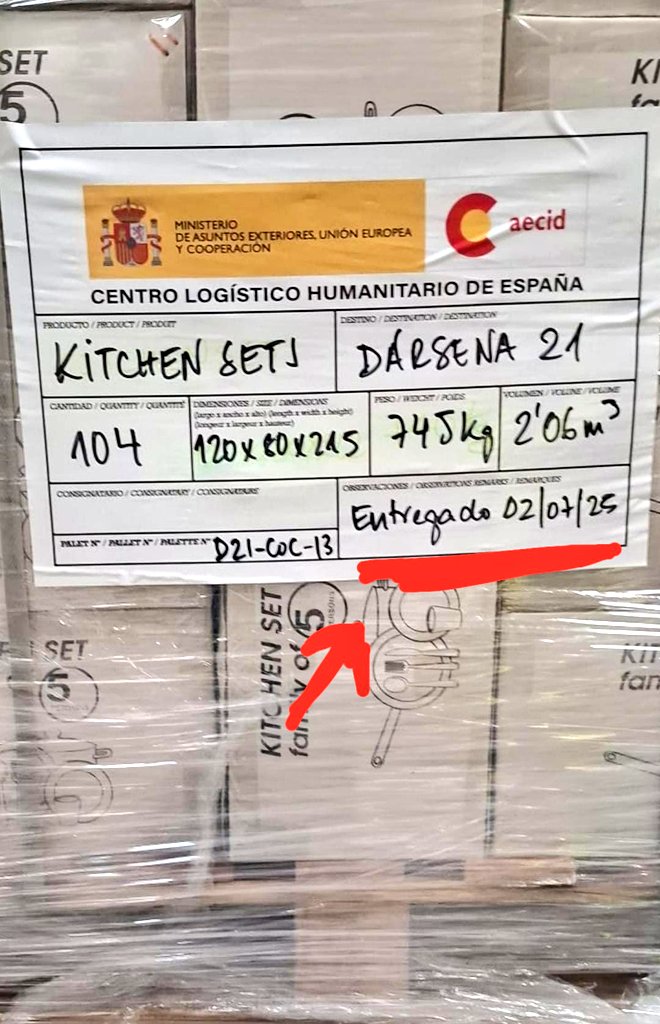 SET
5
KI
fa
MINISTERIO
DE ASUNTOS EXTERIORES, UNIÓN EUROPEA
Y COOPERACIÓN
aecid
CENTRO LOGÍSTICO HUMANITARIO DE ESPAÑA
PRODUCTO / PRODUCT / PRODUIT
KITCHEN SETS
DESTINO / DESTINATION / DESTINATION
DÁRSENA 21
CANTIDAD / QUANTITY / QUANTITÉ
104
DIMENSIONES / SIZE / DIMENSIONS
(largo x ancho x alto) (length x width x height)
(longeur x largeur x hauteur)
120x80x215
PESO / WEIGHT / POIDS
745kg
VOLUMEN / VOLUME / VOLUME
2'06m³
CONSIGNATARIO / CONSIGNATARY / CONSIGNATAIRE
OBSERVACIONES / OBSERVATIONS REMARKS / REMARQUES
Entregado 02/07/25
PALET Nº / PALLET Nº / PALETTE Nº D21-COC-13
SET
5
KITCHEN SET
family of 5
PERSONS
KIT
fam